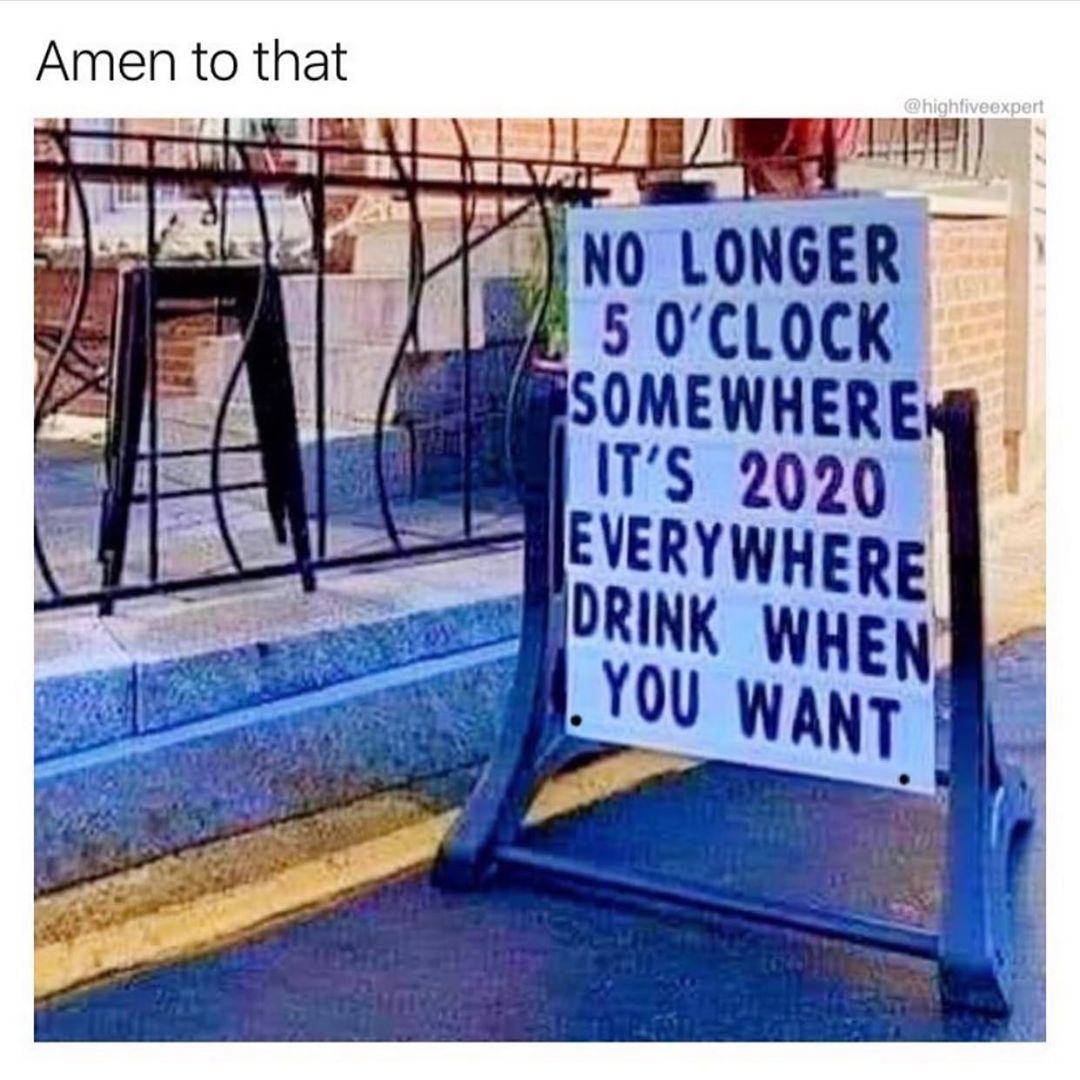 Amen to that
@highfiveexpert
NO LONGER
5 O'CLOCK
SOMEWHERE
IT'S 2020
EVERYWHERE
DRINK WHEN
YOU WANT